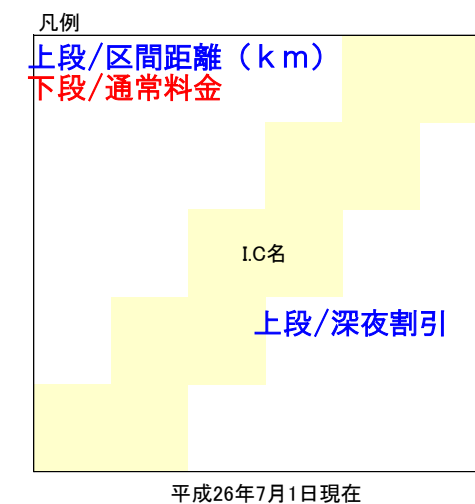 凡例
上段/区間距離（ｋｍ）
下段/通常料金
I.C名
上段/深夜割引
平成26年7月1日現在